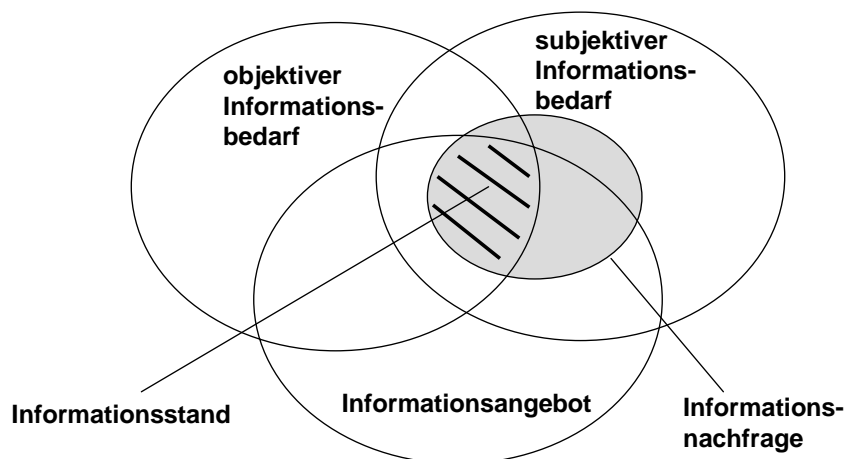 objektiver
Informations-
bedarf
subjektiver
Informations-
bedarf
Informationsstand
Informationsangebot
Informations-
nachfrage